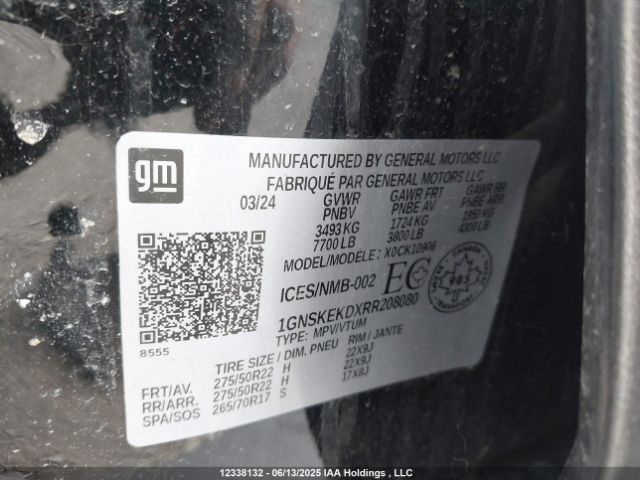 gm
MANUFACTURED BY GENERAL MOTORS LLC
FABRIQUÉ PAR GENERAL MOTORS LLC
03/24 GVWR GAWR FRT GAWR RR
PNBV PNBE AV. PNBE ARR.
3493 KG 1724 KG 1950 KG
7700 LB 3800 LB 4300 LB
MODEL/MODÈLE: X0CK10906
ICES/NMB-002 EC 985
1GNSKEKDXRR208080
TYPE: MPV/VTUM
8555
TIRE SIZE / DIM. PNEU RIM / JANTE
FRT/AV. 275/50R22 H 22X9J
RR/ARR. 275/50R22 H 22X9J
SPA/SOS 265/70R17 S 17X8J
12338132 - 06/13/2025 IAA Holdings , LLC